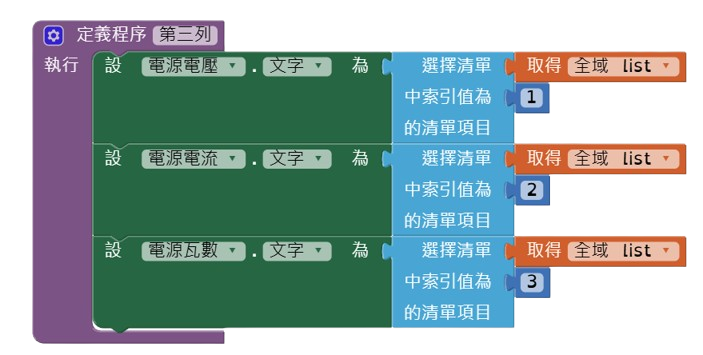 定義程序 第三列
執行 設 電源電壓 . 文字 為 選擇清單 取得 全域 list
中索引值為 1
的清單項目
設 電源電流 . 文字 為 選擇清單 取得 全域 list
中索引值為 2
的清單項目
設 電源瓦數 . 文字 為 選擇清單 取得 全域 list
中索引值為 3
的清單項目